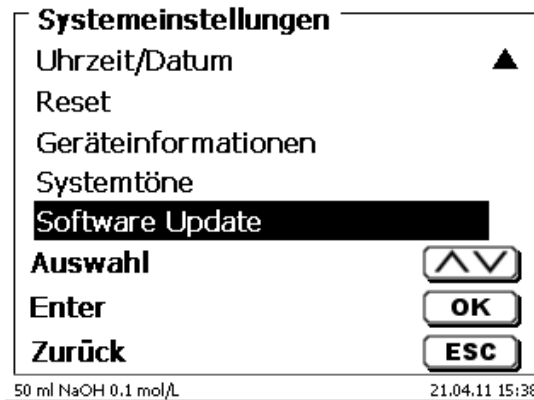 Systemeinstellungen
Uhrzeit/Datum
Reset
Geräteinformationen
Systemtöne
Software Update
Auswahl
Enter OK
Zurück ESC
50 ml NaOH 0.1 mol/L 21.04.11 15:38